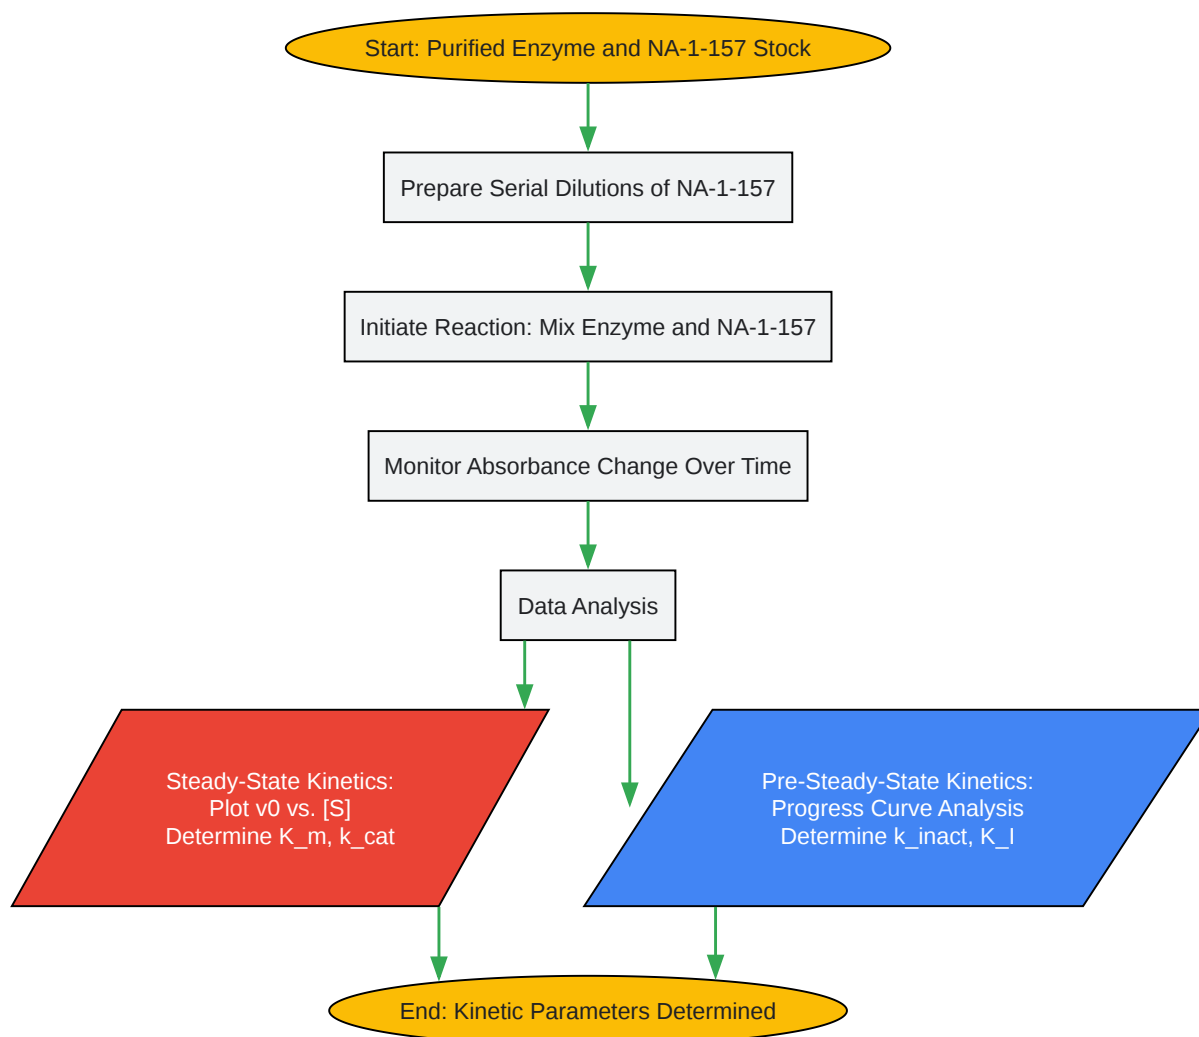 Start: Purified Enzyme and NA-1-157 Stock
Prepare Serial Dilutions of NA-1-157
Initiate Reaction: Mix Enzyme and NA-1-157
Monitor Absorbance Change Over Time
Data Analysis
Steady-State Kinetics:
Plot v0 vs. [S]
Determine K_m, k_cat
Pre-Steady-State Kinetics:
Progress Curve Analysis
Determine k_inact, K_I
End: Kinetic Parameters Determined